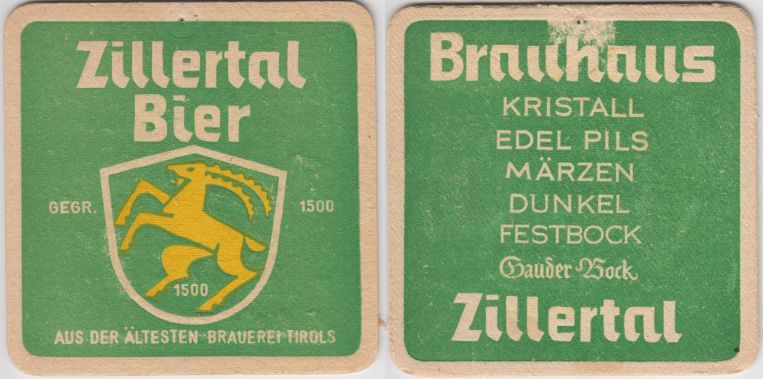 Zillertal
Bier
GEGR. 1500
1500
AUS DER ÄLTESTEN BRAUEREI TIROLS
Brauhaus
KRISTALL
EDEL PILS
MÄRZEN
DUNKEL
FESTBOCK
Gauder Bock
Zillertal